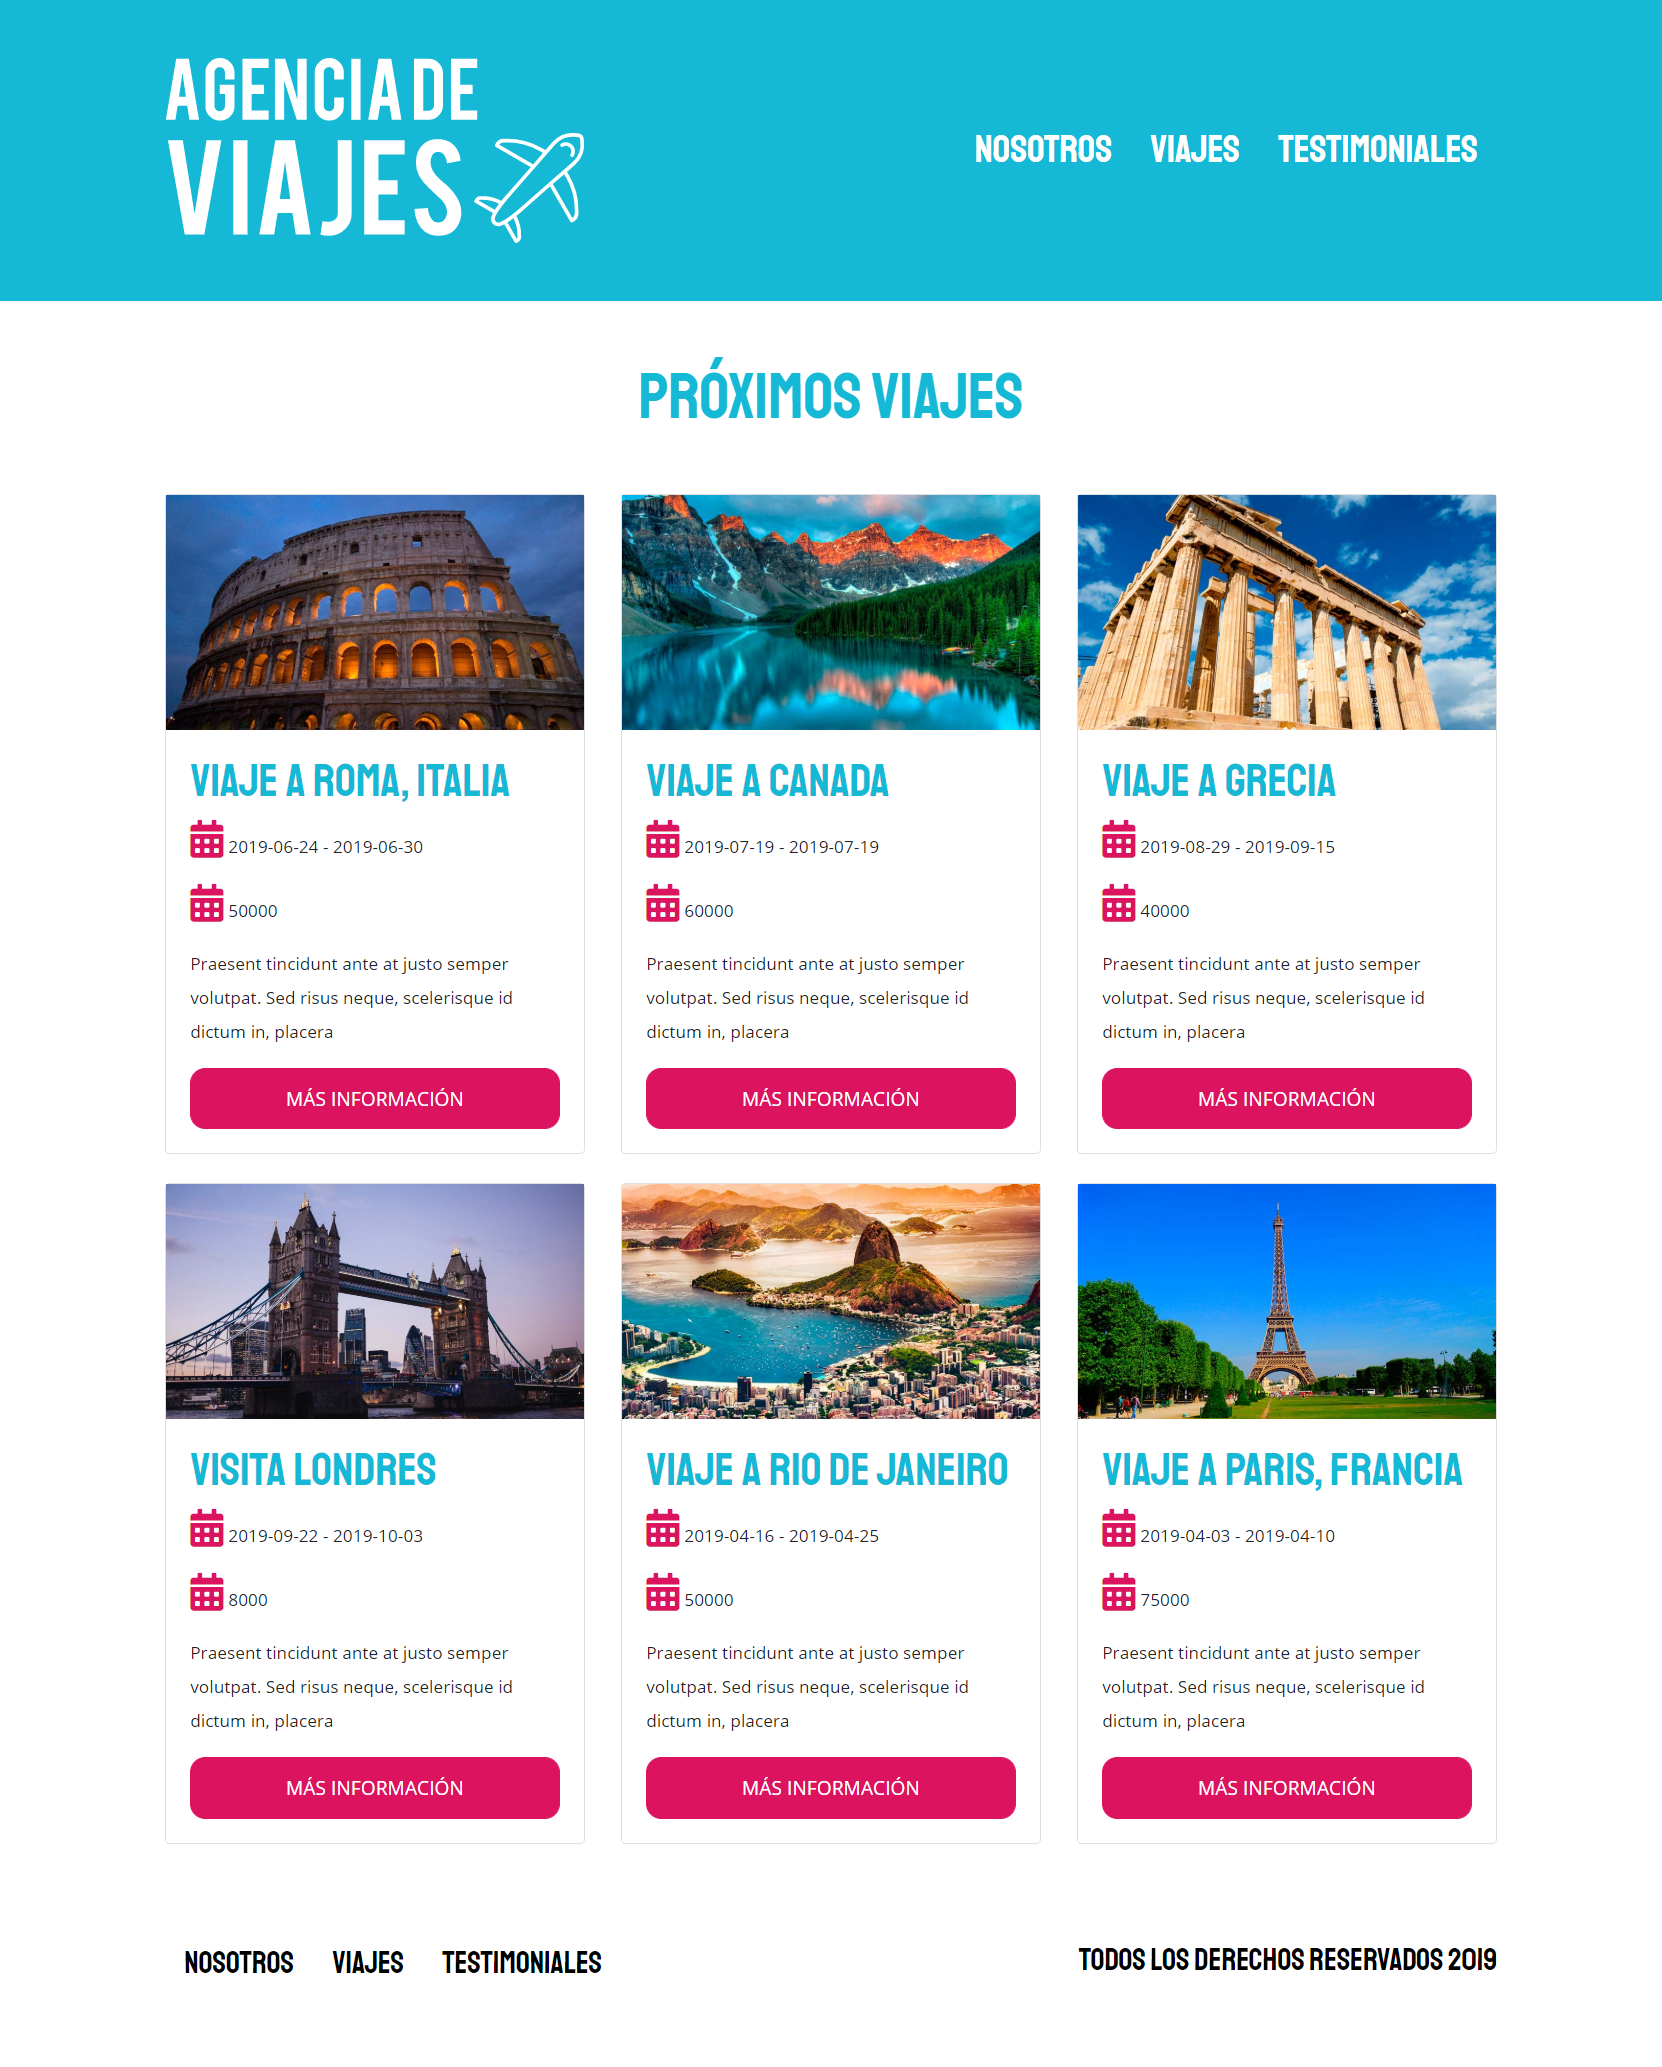 AGENCIA DE
VIAJES
NOSOTROS VIAJES TESTIMONIALES
PRÓXIMOS VIAJES
VIAJE A ROMA, ITALIA
2019-06-24 - 2019-06-30
50000
Praesent tincidunt ante at justo semper
volutpat. Sed risus neque, scelerisque id
dictum in, placera
MÁS INFORMACIÓN
VIAJE A CANADA
2019-07-19 - 2019-07-19
60000
Praesent tincidunt ante at justo semper
volutpat. Sed risus neque, scelerisque id
dictum in, placera
MÁS INFORMACIÓN
VIAJE A GRECIA
2019-08-29 - 2019-09-15
40000
Praesent tincidunt ante at justo semper
volutpat. Sed risus neque, scelerisque id
dictum in, placera
MÁS INFORMACIÓN
VISITA LONDRES
2019-09-22 - 2019-10-03
8000
Praesent tincidunt ante at justo semper
volutpat. Sed risus neque, scelerisque id
dictum in, placera
MÁS INFORMACIÓN
VIAJE A RIO DE JANEIRO
2019-04-16 - 2019-04-25
50000
Praesent tincidunt ante at justo semper
volutpat. Sed risus neque, scelerisque id
dictum in, placera
MÁS INFORMACIÓN
VIAJE A PARIS, FRANCIA
2019-04-03 - 2019-04-10
75000
Praesent tincidunt ante at justo semper
volutpat. Sed risus neque, scelerisque id
dictum in, placera
MÁS INFORMACIÓN
NOSOTROS VIAJES TESTIMONIALES
TODOS LOS DERECHOS RESERVADOS 2019